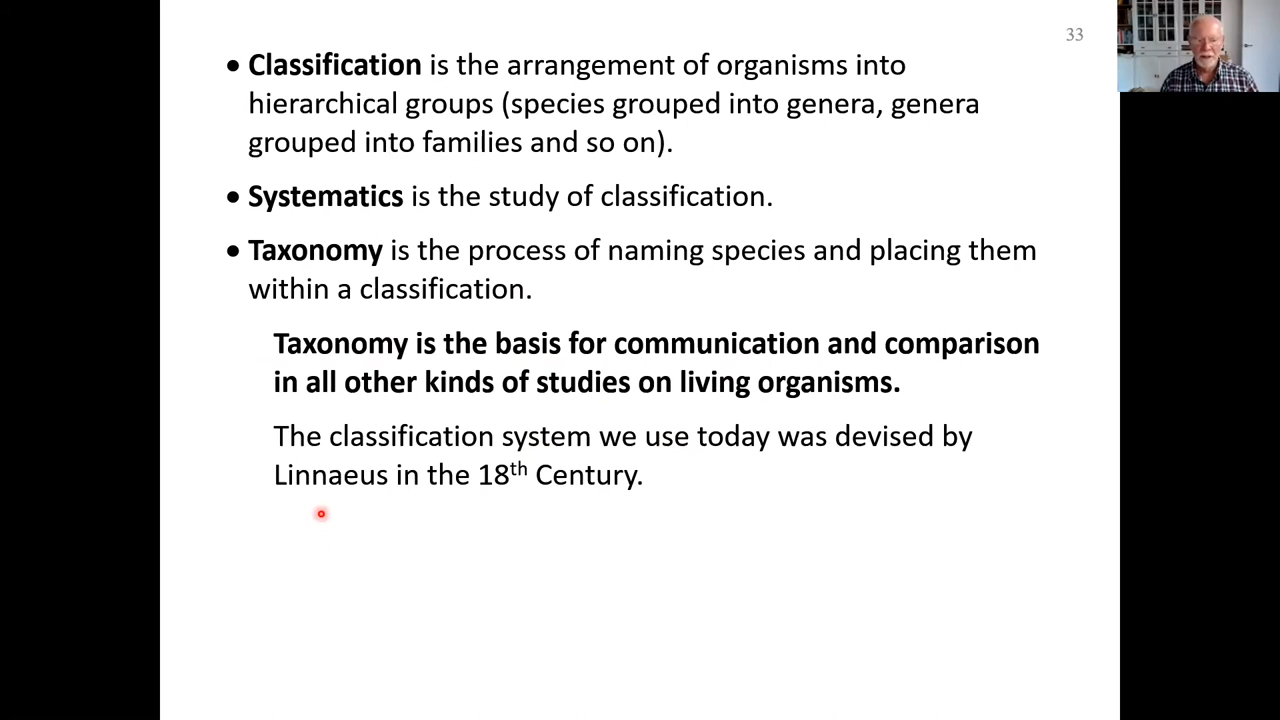 33
• Classification is the arrangement of organisms into
hierarchical groups (species grouped into genera, genera
grouped into families and so on).
• Systematics is the study of classification.
• Taxonomy is the process of naming species and placing them
within a classification.
Taxonomy is the basis for communication and comparison
in all other kinds of studies on living organisms.
The classification system we use today was devised by
Linnaeus in the 18th Century.